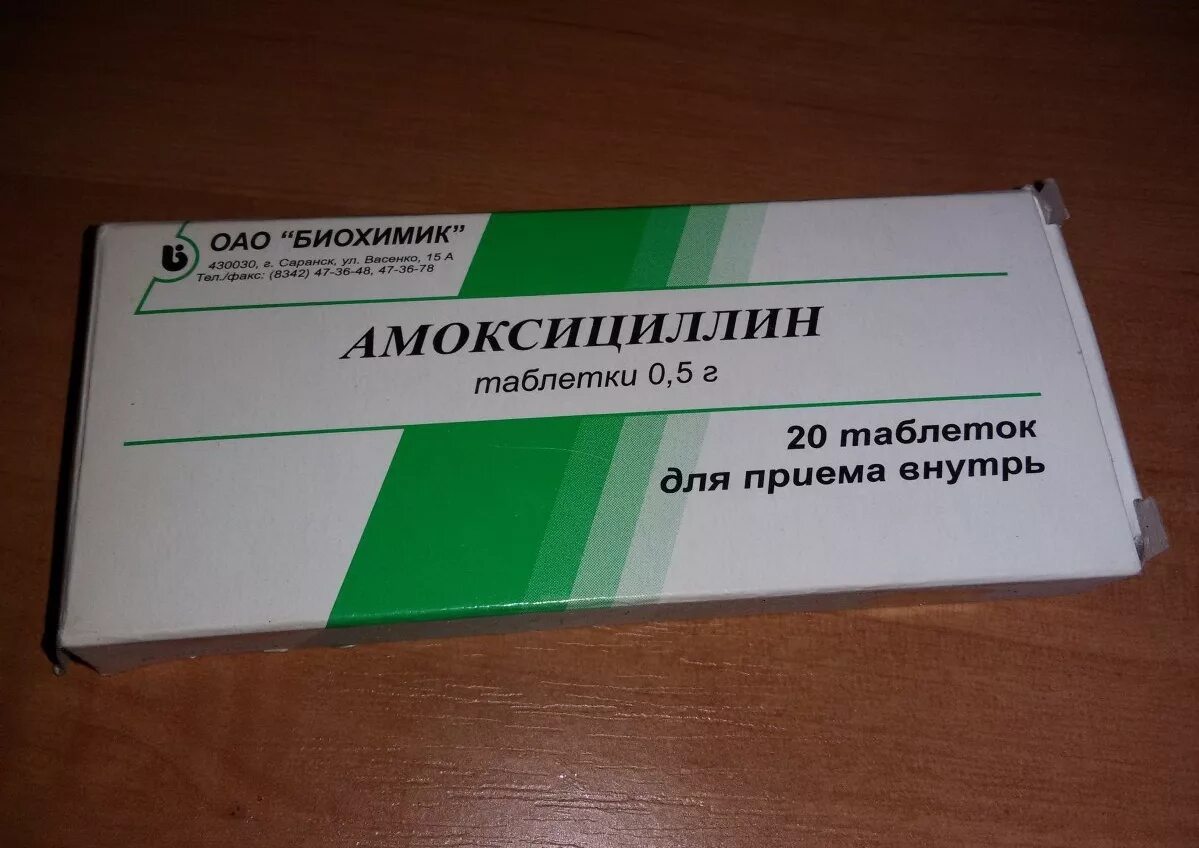 ОАО "БИОХИМИК"
430030, г. Саранск, ул. Васенко, 15 А
Тел./факс: (8342) 47-36-48, 47-36-78
АМОКСИЦИЛЛИН
таблетки 0,5 г
20 таблеток
для приема внутрь